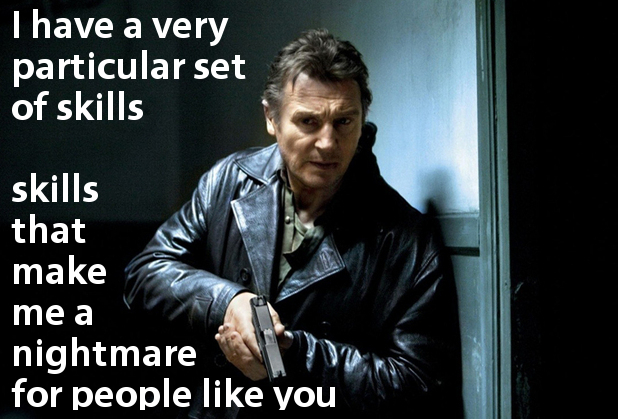 I have a very
particular set
of skills
skills
that
make
me a
nightmare
for people like you